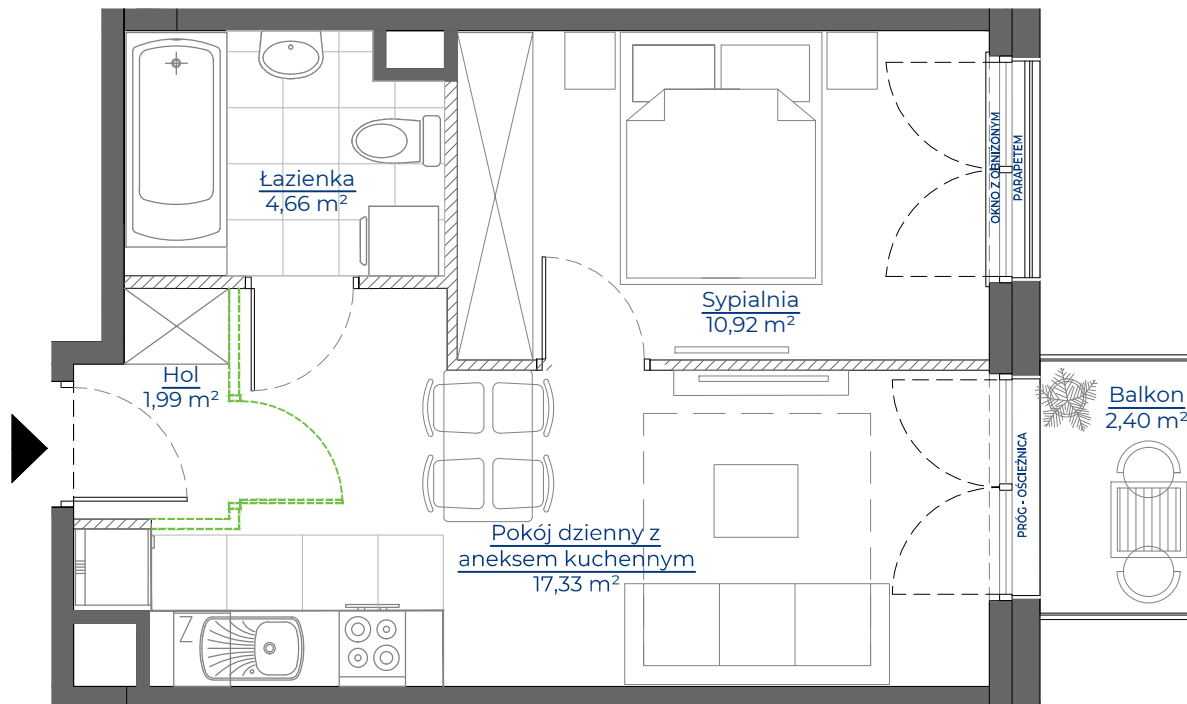 Łazienka
4,66 m²
OKNO Z OBNIŻONYM
PARAPETEM
Sypialnia
10,92 m²
Hol
1,99 m²
Balkon
2,40 m²
PRÓG - OŚCIEŻNICA
Pokój dzienny z
aneksem kuchennym
17,33 m²
Z